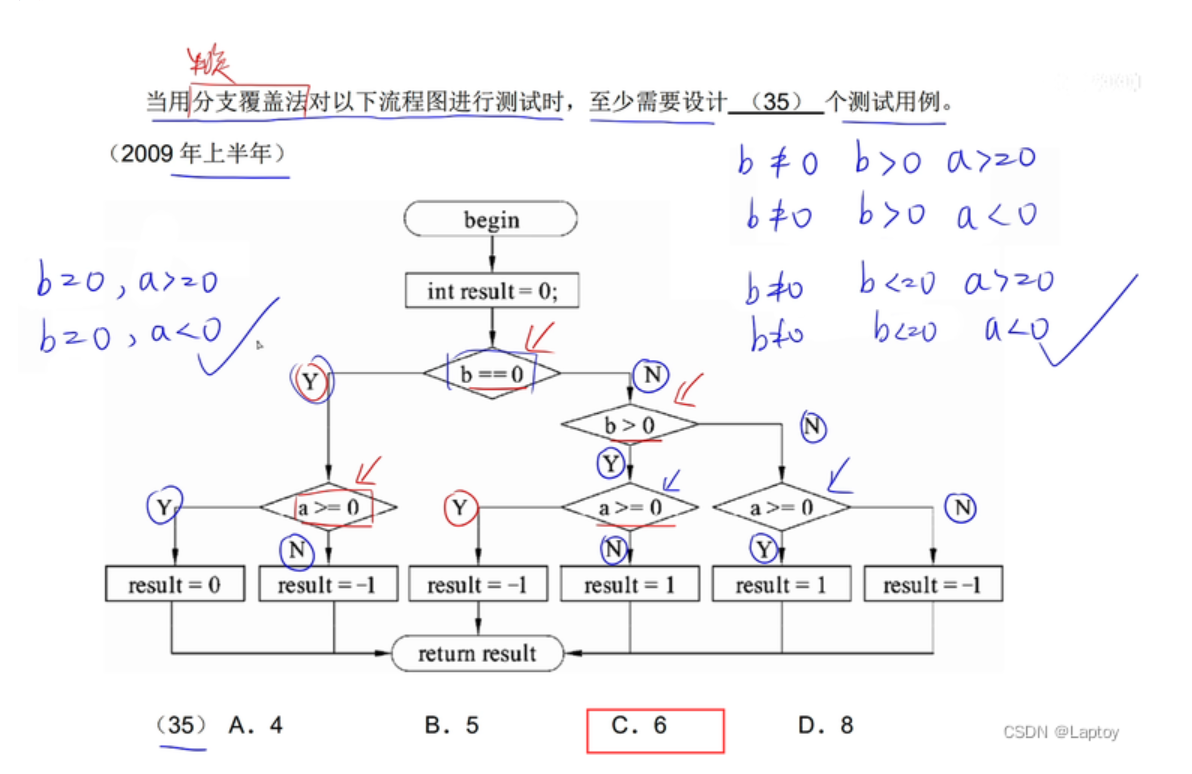 判定
当用分支覆盖法对以下流程图进行测试时，至少需要设计 （35） 个测试用例。
（2009 年上半年）
b≠0 b>0 a>=0
b≠0 b>0 a<0
b≠0 b<=0 a>=0
b≠0 b<=0 a<0
b=0, a>=0
b=0, a<0
begin
int result = 0;
b == 0
Y
N
b > 0
N
Y
Y
a >= 0
Y
a >= 0
a >= 0
N
N
N
Y
result = 0
result = –1
result = –1
result = 1
result = 1
result = –1
return result
（35） A．4 B．5 C．6 D．8
CSDN @Laptoy